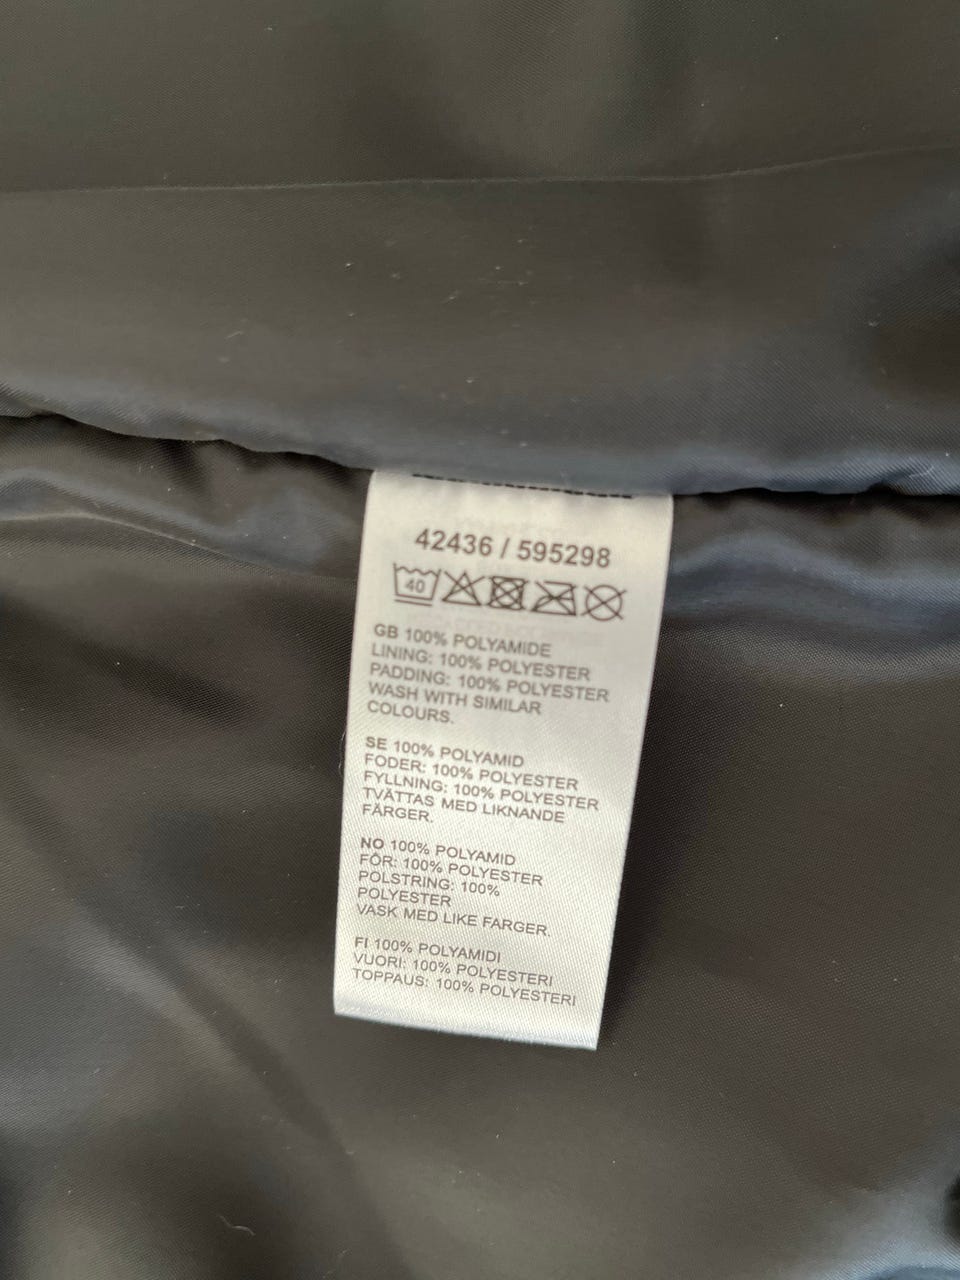 42436 / 595298
40
GB 100% POLYAMIDE
LINING: 100% POLYESTER
PADDING: 100% POLYESTER
WASH WITH SIMILAR
COLOURS.
SE 100% POLYAMID
FODER: 100% POLYESTER
FYLLNING: 100% POLYESTER
TVÄTTAS MED LIKNANDE
FÄRGER.
NO 100% POLYAMID
FÔR: 100% POLYESTER
POLSTRING: 100%
POLYESTER
VASK MED LIKE FARGER.
FI 100% POLYAMIDI
VUORI: 100% POLYESTERI
TOPPAUS: 100% POLYESTERI